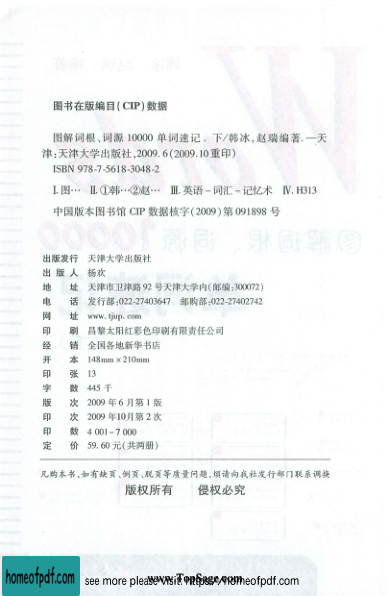 图书在版编目(CIP)数据
图解词根、词源 10000 单词速记．下/韩冰,赵瑞编著．—天
津:天津大学出版社,2009.6(2009.10重印)
ISBN 978-7-5618-3048-2
Ⅰ.图… Ⅱ.①韩…②赵… Ⅲ.英语-词汇-记忆术 Ⅳ.H313
中国版本图书馆 CIP 数据核字(2009)第 091898 号
出版发行 天津大学出版社
出版人 杨欢
地址 天津市卫津路 92 号天津大学内(邮编:300072)
电话 发行部:022-27403647 邮购部:022-27402742
网址 www.tjup.com
印刷 昌黎太阳红彩色印刷有限责任公司
经销 全国各地新华书店
开本 148mm×210mm
印张 13
字数 445 千
版次 2009 年 6 月第 1 版
印次 2009 年10月第 2 次
印数 4 001-7 000
定价 59.60 元(共两册)
凡购本书,如有缺页、倒页、脱页等质量问题,烦请向我社发行部门联系调换
版权所有 侵权必究
homeofpdf.com
see more please visit: https://homeofpdf.com
www.TopSage.com